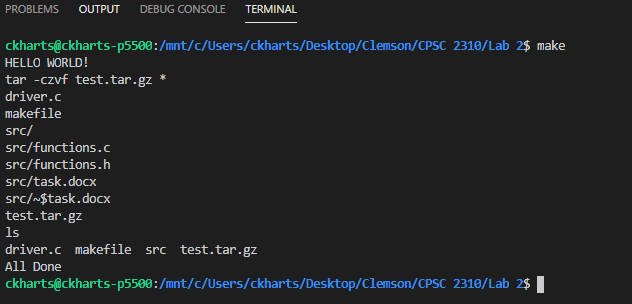 PROBLEMS OUTPUT DEBUG CONSOLE TERMINAL
ckharts@ckharts-p5500:/mnt/c/Users/ckharts/Desktop/Clemson/CPSC 2310/Lab 2$ make
HELLO WORLD!
tar -czvf test.tar.gz *
driver.c
makefile
src/
src/functions.c
src/functions.h
src/task.docx
src/~$task.docx
test.tar.gz
ls
driver.c  makefile  src  test.tar.gz
All Done
ckharts@ckharts-p5500:/mnt/c/Users/ckharts/Desktop/Clemson/CPSC 2310/Lab 2$